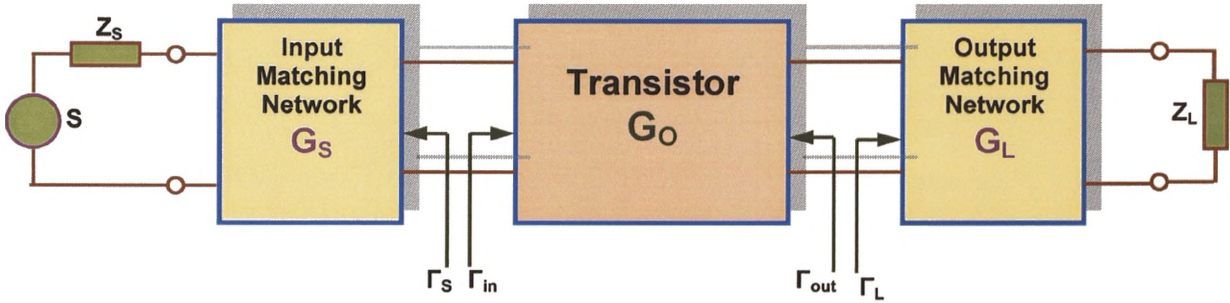 Z_S
S
Input
Matching
Network
G_S
Transistor
G_O
Output
Matching
Network
G_L
Z_L
Γ_S
Γ_in
Γ_out
Γ_L